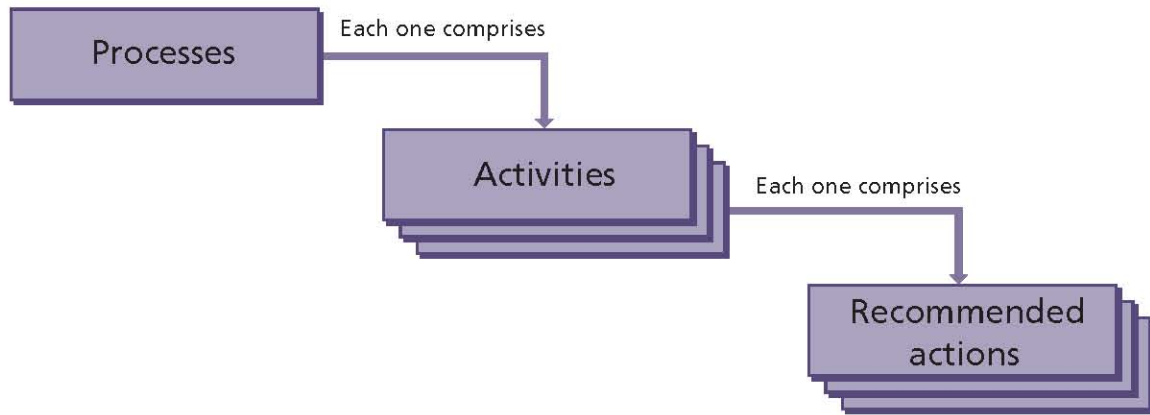 Processes
Each one comprises
Activities
Each one comprises
Recommended
actions